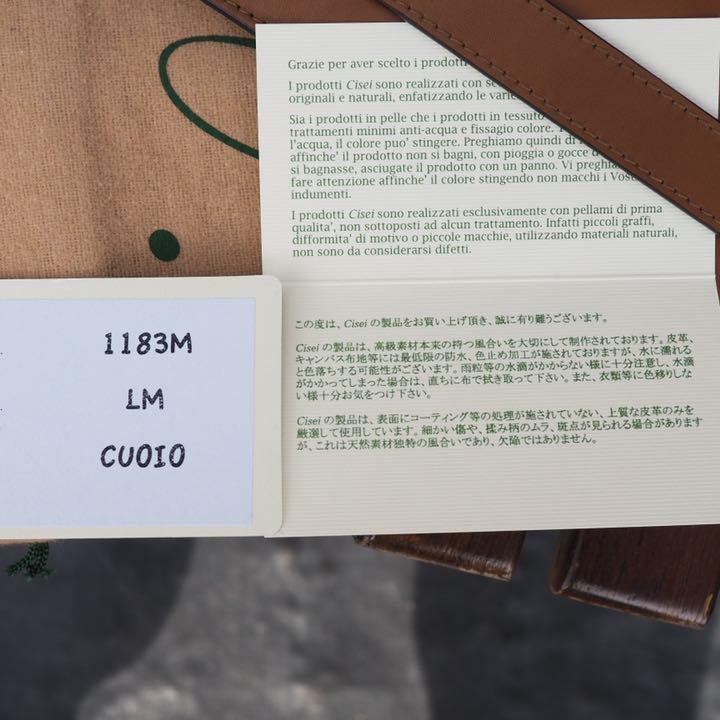 Grazie per aver scelto i prodotti
I prodotti Cisei sono realizzati con
originali e naturali, enfatizzando le
Sia i prodotti in pelle che i prodotti in tessuto
trattamenti minimi anti-acqua e fissagio colore.
l'acqua, il colore puo' stingere. Preghiamo quindi di
affinche' il prodotto non si bagni, con pioggia o gocce
si bagnasse, asciugate il prodotto con un panno. Vi
fare attenzione affinche' il colore stingendo non macchi i
indumenti.
I prodotti Cisei sono realizzati esclusivamente con pellami di prima
qualita', non sottoposti ad alcun trattamento. Infatti piccoli graffi,
difformita' di motivo o piccole macchie, utilizzando materiali naturali,
non sono da considerarsi difetti.
この度は、Cisei の製品をお買い上げ頂き、誠に有り難うございます。
Cisei の製品は、高級素材本来の持つ風合いを大切にして制作されております。皮革、
キャンバス布地等には最低限の防水、色止め加工が施されておりますが、水に濡れる
と色落ちする可能性がございます。雨粒等の水滴がかからない様に十分注意し、水滴
がかかってしまった場合は、直ちに布で拭き取って下さい。また、衣類等に色移りしな
い様十分お気をつけ下さい。
Cisei の製品は、表面にコーティング等の処理が施されていない、上質な皮革のみを
厳選して使用しています。細かい傷や、揉み柄のムラ、斑点が見られる場合があります
が、これは天然素材独特の風合いであり、欠陥ではありません。
1183M
LM
CUOIO